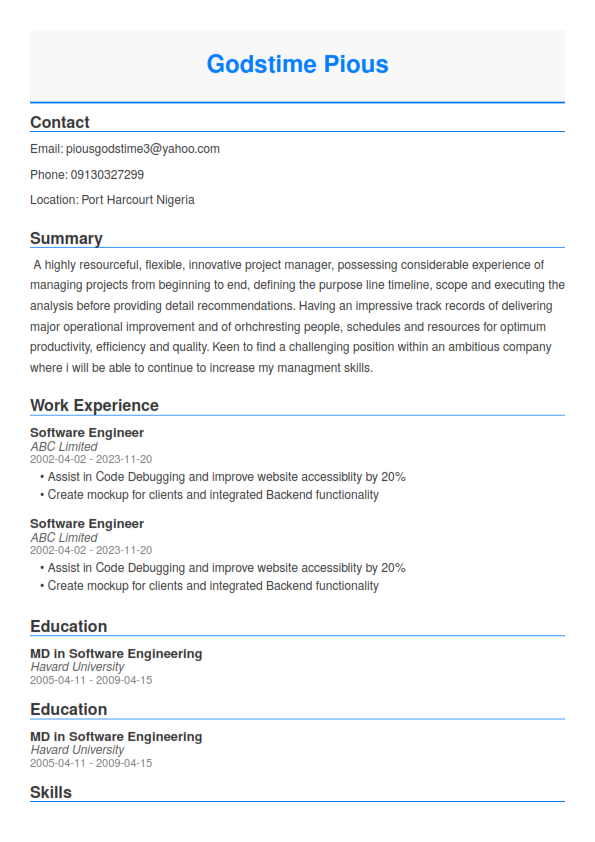 Godstime Pious
Contact
Email: piousgodstime3@yahoo.com
Phone: 09130327299
Location: Port Harcourt Nigeria
Summary
A highly resourceful, flexible, innovative project manager, possessing considerable experience of
managing projects from beginning to end, defining the purpose line timeline, scope and executing the
analysis before providing detail recommendations. Having an impressive track records of delivering
major operational improvement and of orhchresting people, schedules and resources for optimum
productivity, efficiency and quality. Keen to find a challenging position within an ambitious company
where i will be able to continue to increase my managment skills.
Work Experience
Software Engineer
ABC Limited
2002-04-02 - 2023-11-20
• Assist in Code Debugging and improve website accessiblity by 20%
• Create mockup for clients and integrated Backend functionality
Software Engineer
ABC Limited
2002-04-02 - 2023-11-20
• Assist in Code Debugging and improve website accessiblity by 20%
• Create mockup for clients and integrated Backend functionality
Education
MD in Software Engineering
Havard University
2005-04-11 - 2009-04-15
Education
MD in Software Engineering
Havard University
2005-04-11 - 2009-04-15
Skills